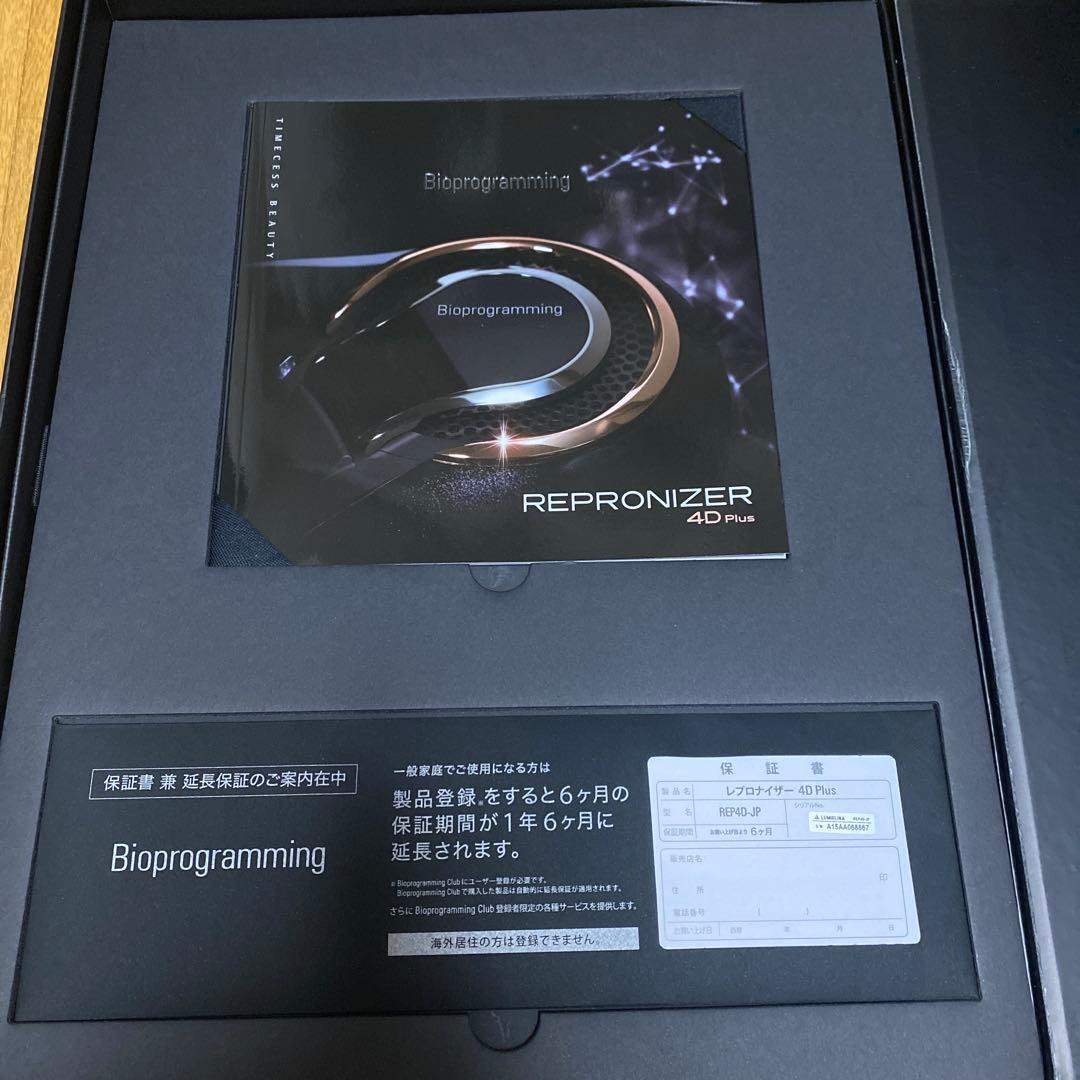 TIMECESS BEAUTY
Bioprogramming
Bioprogramming
REPRONIZER
4D Plus
保証書 兼 延長保証のご案内在中
Bioprogramming
一般家庭でご使用になる方は
製品登録※をすると6ヶ月の
保証期間が1年6ヶ月に
延長されます。
※ Bioprogramming Clubにユーザー登録が必要です。
Bioprogramming Clubで購入した製品は自動的に延長保証が適用されます。
さらに Bioprogramming Club 登録者限定の各種サービスを提供します。
海外居住の方は登録できません。
保 証 書
製品名 レプロナイザー 4D Plus
型 名 REP4D-JP シリアルNo.
LUMIELINA REP4D-JP
S/N A15AA068867
保証期間 お買い上げ日より 6ヶ月
販売店名
印
住 所
電話番号 ( )
お買い上げ日 西暦 年 月 日